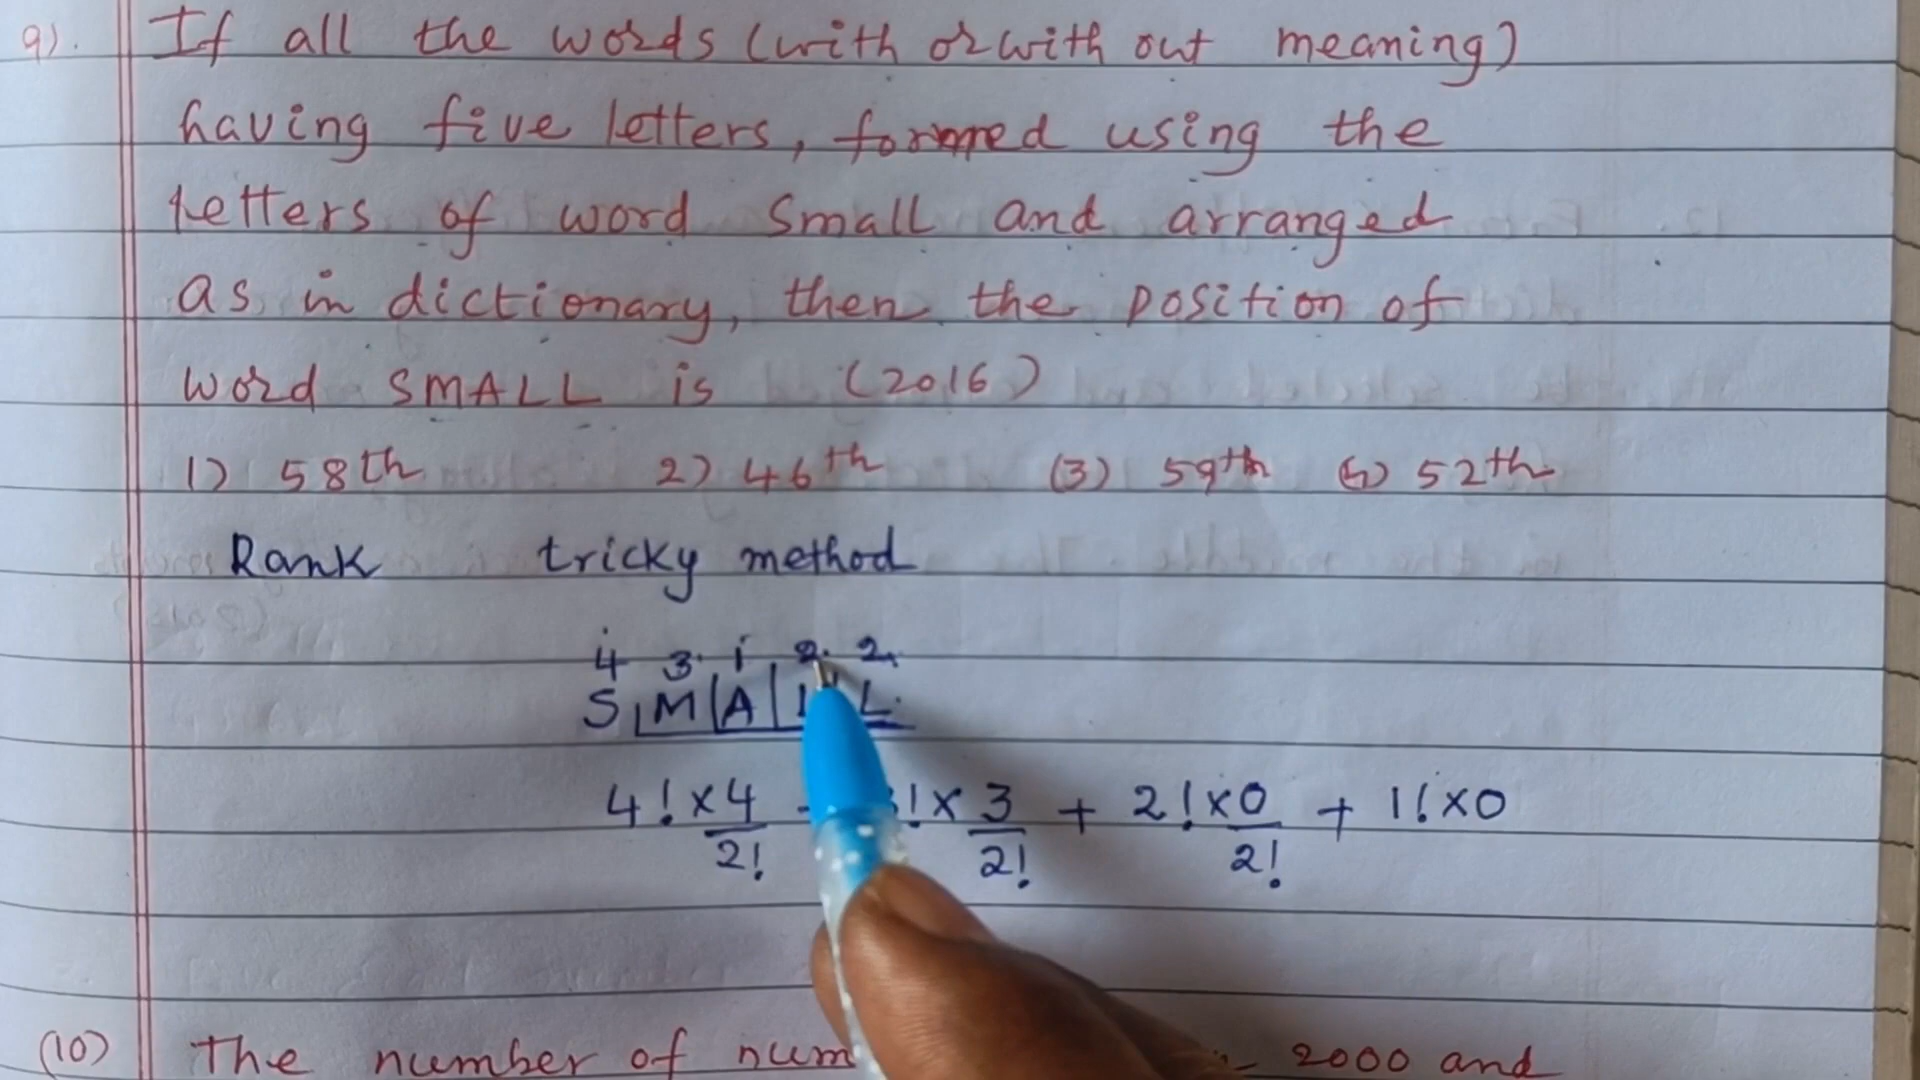 9). If all the words (with or with out meaning)
having five letters, formed using the
letters of word Small and arranged
as in dictionary, then the position of
word SMALL is (2016)
1) 58th 2) 46th (3) 59th (4) 52th
Rank tricky method
4 3 1 2 2
S M A L L
4! × 4/2! + 3! × 3/2! + 2! × 0/2! + 1! × 0
(10) The number of 2000 and